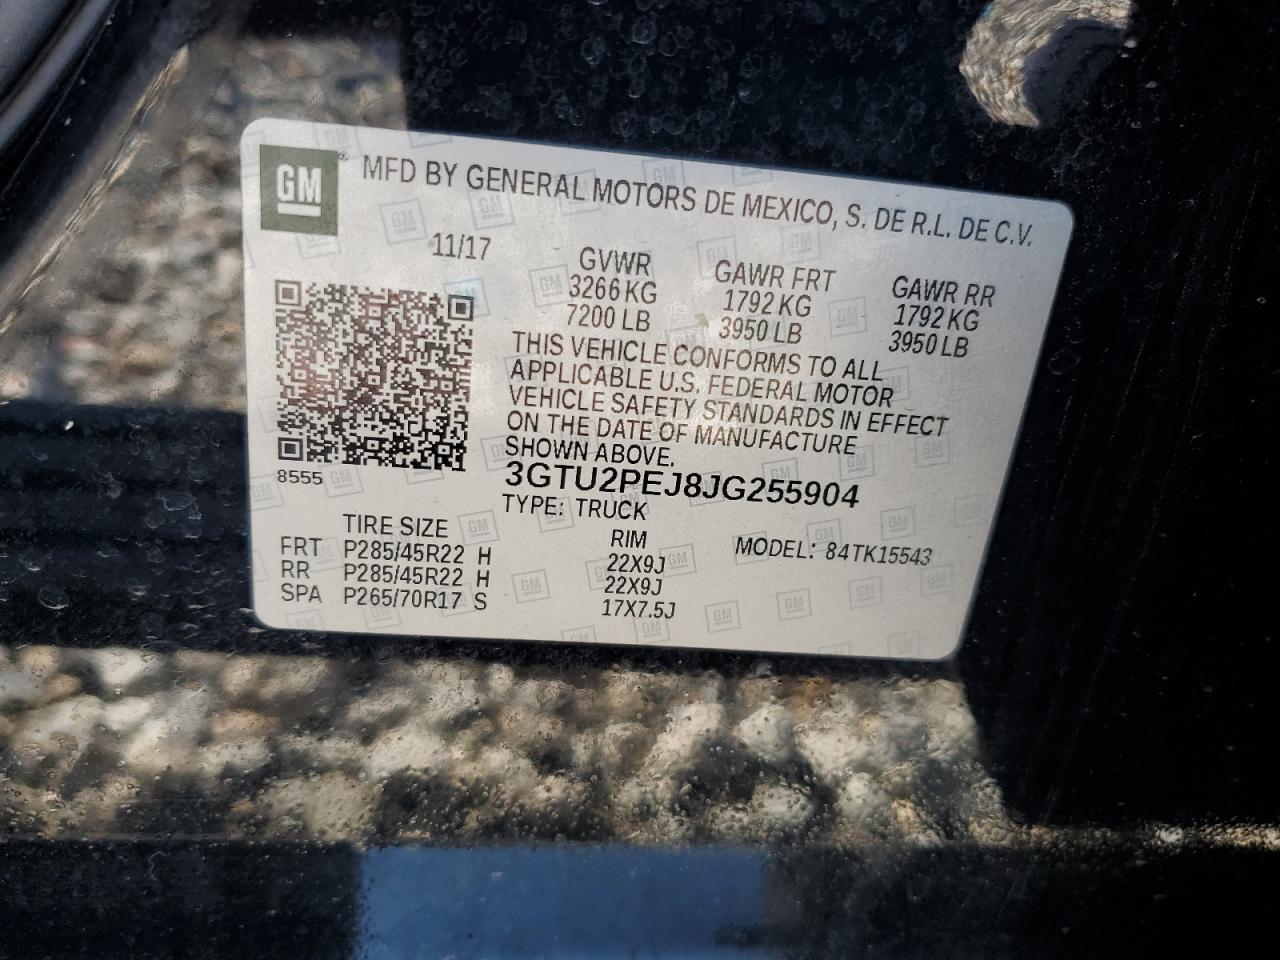 GM
MFD BY GENERAL MOTORS DE MEXICO, S. DE R.L. DE C.V.
11/17
GVWR GAWR FRT GAWR RR
3266 KG 1792 KG 1792 KG
7200 LB 3950 LB 3950 LB
THIS VEHICLE CONFORMS TO ALL
APPLICABLE U.S. FEDERAL MOTOR
VEHICLE SAFETY STANDARDS IN EFFECT
ON THE DATE OF MANUFACTURE
SHOWN ABOVE.
8555
3GTU2PEJ8JG255904
TYPE: TRUCK
TIRE SIZE RIM MODEL: 84TK15543
FRT P285/45R22 H 22X9J
RR P285/45R22 H 22X9J
SPA P265/70R17 S 17X7.5J